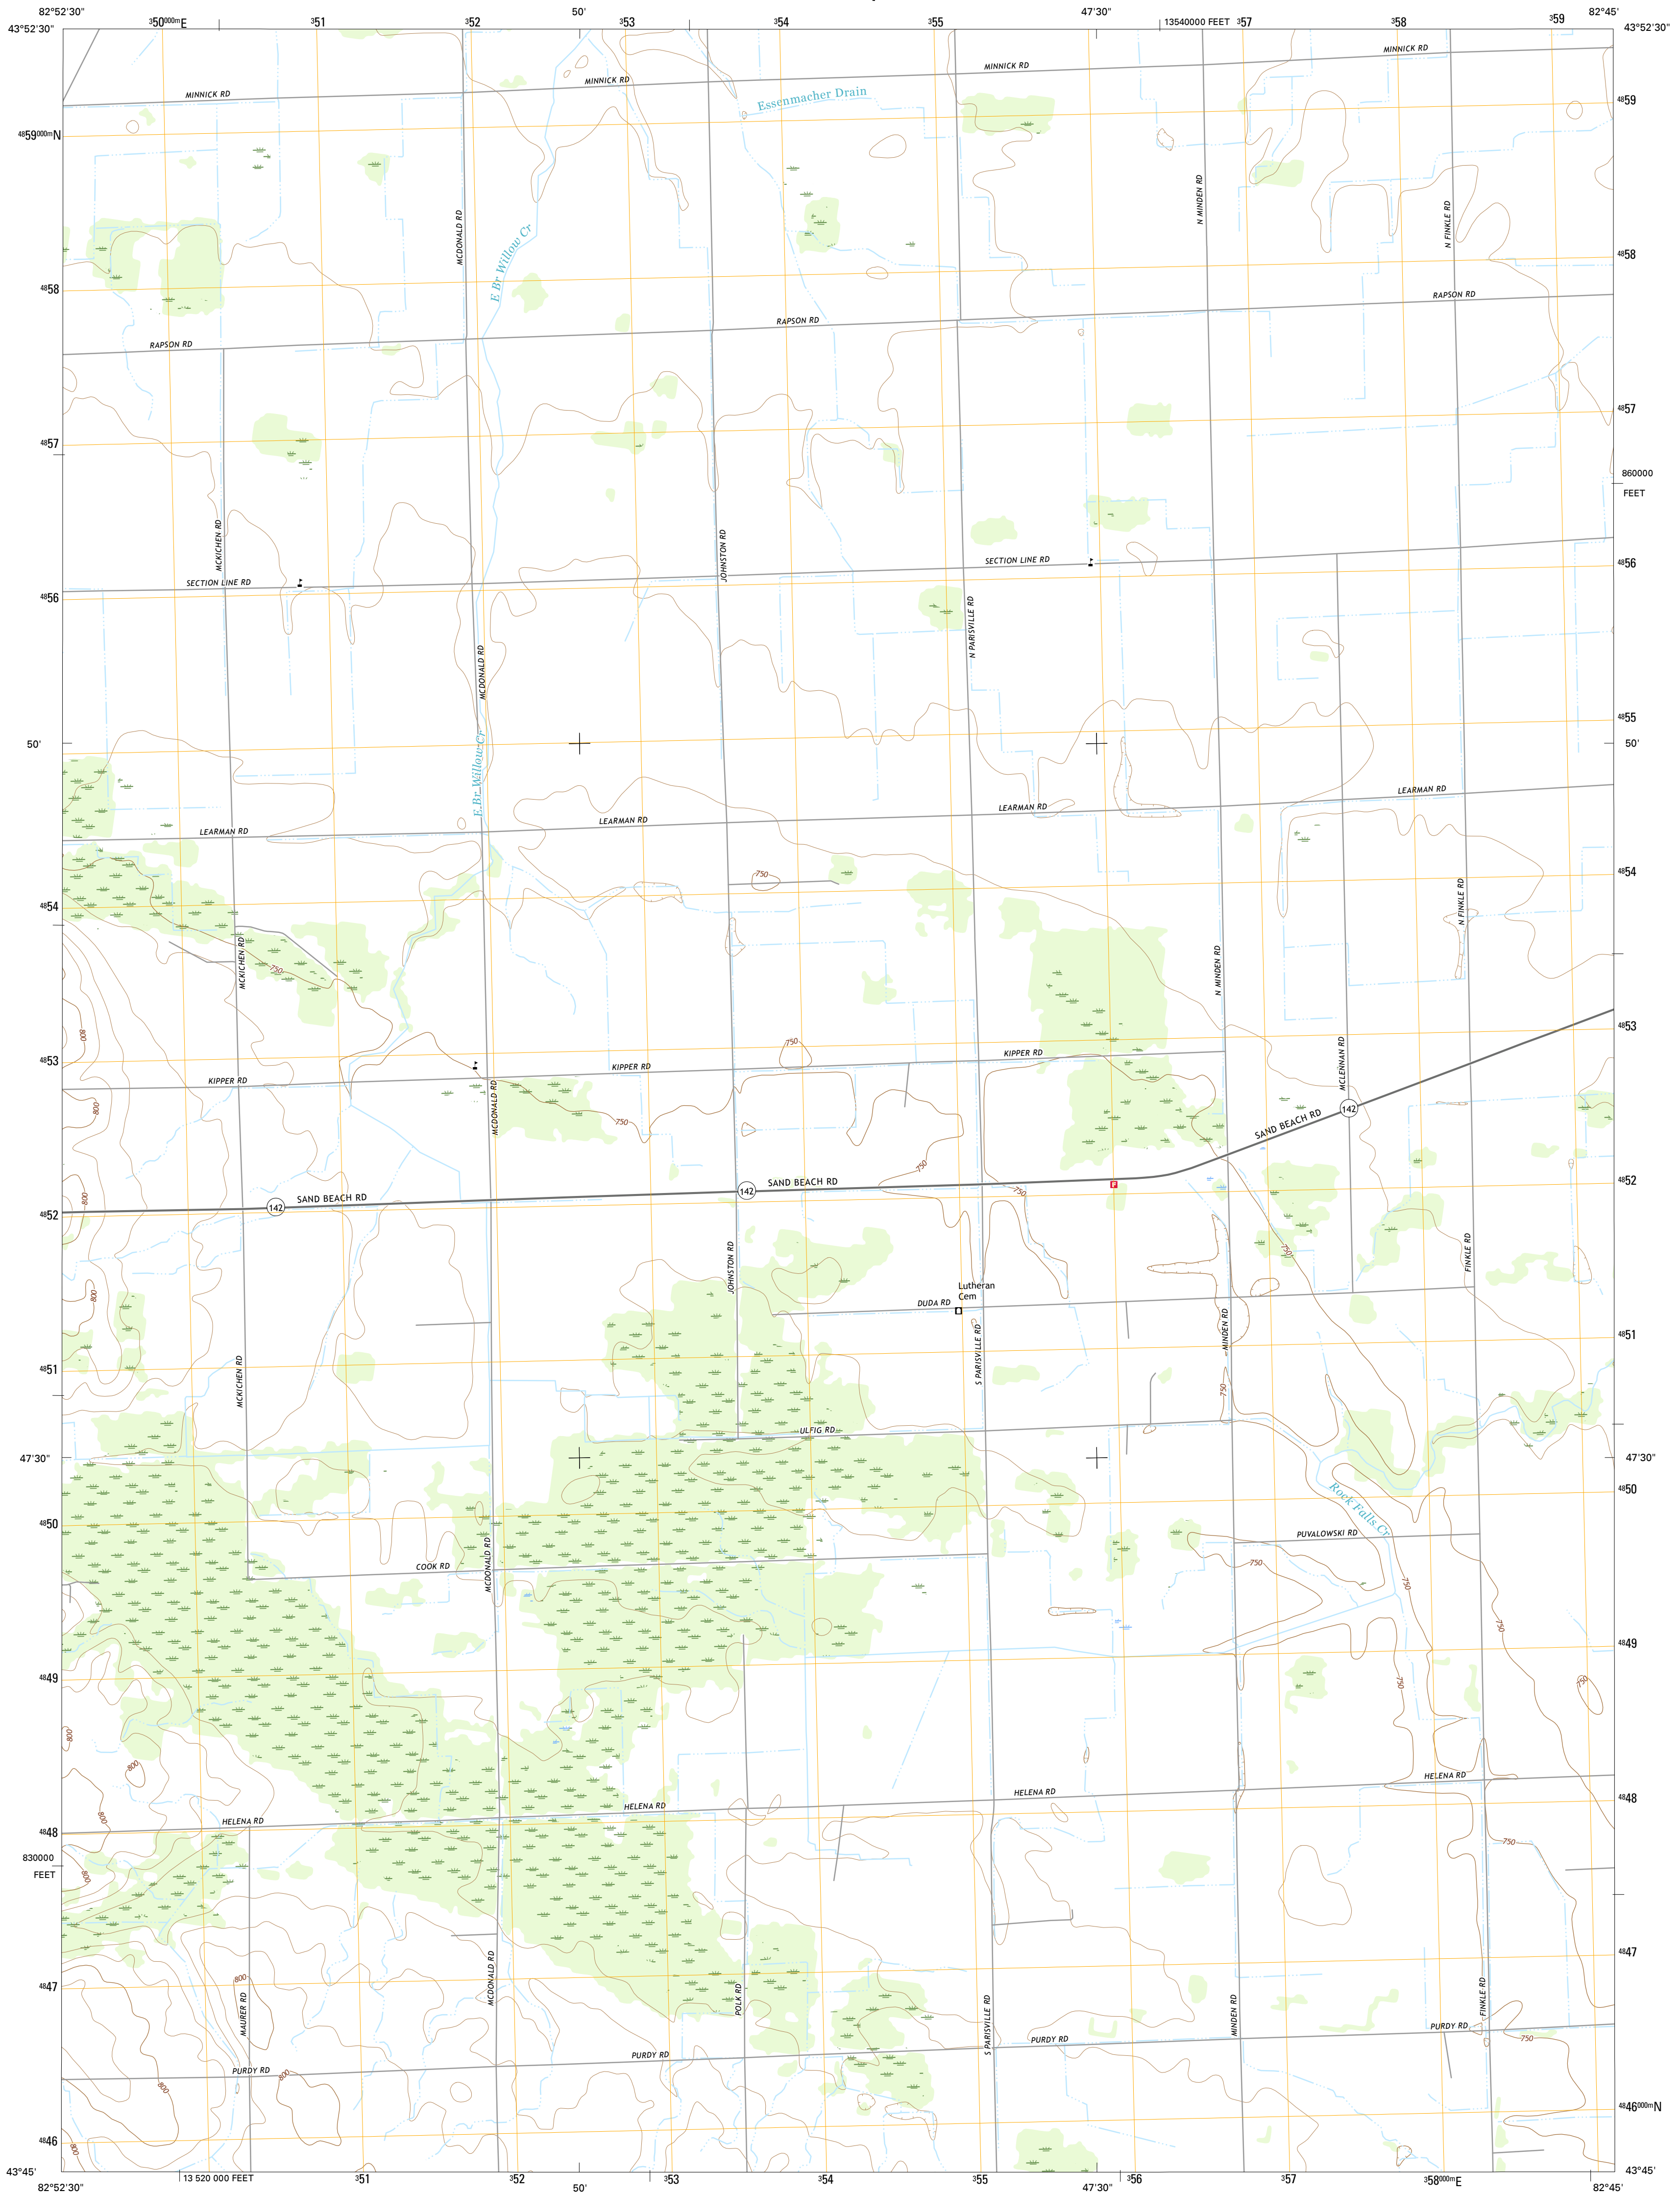 82°52'30"
³50⁰⁰⁰ᵐE
³51
³52
50'
³53
³54
³55
47'30"
13540000 FEET
³57
³58
³59
82°45'
43°52'30"
43°52'30"
MINNICK RD
MINNICK RD
MINNICK RD
MINNICK RD
Essenmacher Drain
⁴⁸59⁰⁰⁰ᵐN
⁴⁸59
MCDONALD RD
E Br Willow Cr
N MINDEN RD
N FINKLE RD
⁴⁸58
⁴⁸58
RAPSON RD
RAPSON RD
RAPSON RD
⁴⁸57
⁴⁸57
860000
FEET
MCKICHEN RD
JOHNSTON RD
SECTION LINE RD
SECTION LINE RD
⁴⁸56
⁴⁸56
N PARISVILLE RD
MCDONALD RD
⁴⁸55
50'
50'
E Br Willow Cr
LEARMAN RD
LEARMAN RD
LEARMAN RD
LEARMAN RD
750
⁴⁸54
⁴⁸54
N FINKLE RD
MCKICHEN RD
750
N MINDEN RD
800
⁴⁸53
⁴⁸53
750
KIPPER RD
KIPPER RD
KIPPER RD
MCLENNAN RD
800
MCDONALD RD
750
142
SAND BEACH RD
750
750
800
SAND BEACH RD
142
SAND BEACH RD
142
⁴⁸52
⁴⁸52
JOHNSTON RD
FINKLE RD
750
800
Lutheran
Cem
DUDA RD
MINDEN RD
S PARISVILLE RD
⁴⁸51
⁴⁸51
MCKICHEN RD
750
ULFIG RD
47'30"
47'30"
Rock Falls Cr
⁴⁸50
⁴⁸50
PUVALOWSKI RD
COOK RD
MCDONALD RD
750
750
750
⁴⁸49
⁴⁸49
750
750
800
800
HELENA RD
HELENA RD
HELENA RD
HELENA RD
800
⁴⁸48
⁴⁸48
750
830000
FEET
800
⁴⁸47
⁴⁸47
800
MAURER RD
MCDONALD RD
POLK RD
S PARISVILLE RD
MINDEN RD
FINKLE RD
PURDY RD
PURDY RD
PURDY RD
PURDY RD
750
800
800
⁴⁸46⁰⁰⁰ᵐN
⁴⁸46
800
43°45'
43°45'
13 520 000 FEET
³51
³52
³53
³54
³55
³56
³57
³58⁰⁰⁰ᵐE
82°52'30"
50'
47'30"
82°45'